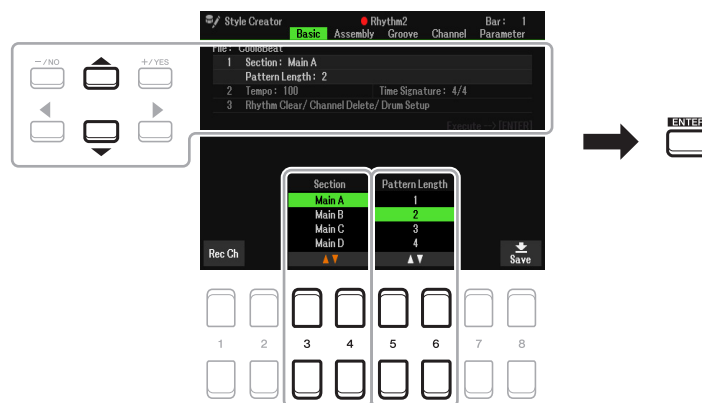 Style Creator Rhythm2 Bar: 1
Basic Assembly Groove Channel Parameter
File: CooloBeat
1 Section: Main A
Pattern Length: 2
2 Tempo: 100 Time Signature: 4/4
3 Rhythm Clear/ Channel Delete/ Drum Setup
Execute-->[ENTER]
-/NO +/YES
ENTER
Section Pattern Length
Main A 1
Main B 2
Main C 3
Main D 4
Rec Ch Save
1 2 3 4 5 6 7 8